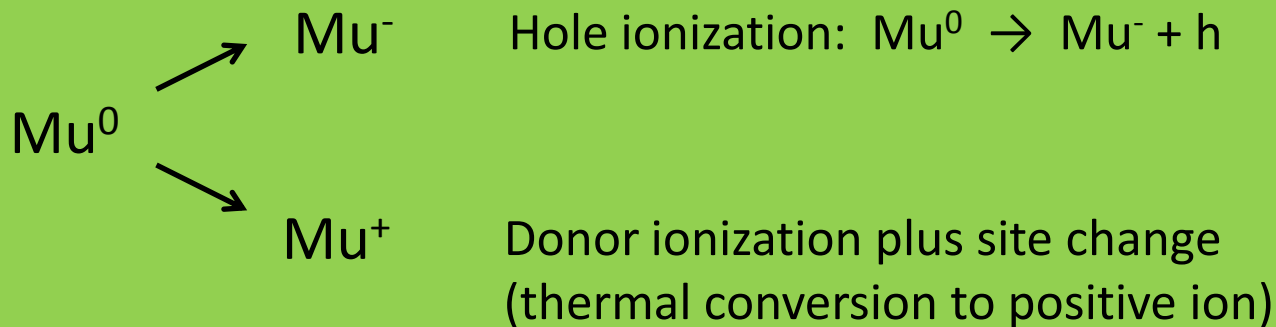 Mu⁻ Hole ionization: Mu⁰ → Mu⁻ + h
Mu⁰
Mu⁺ Donor ionization plus site change
(thermal conversion to positive ion)